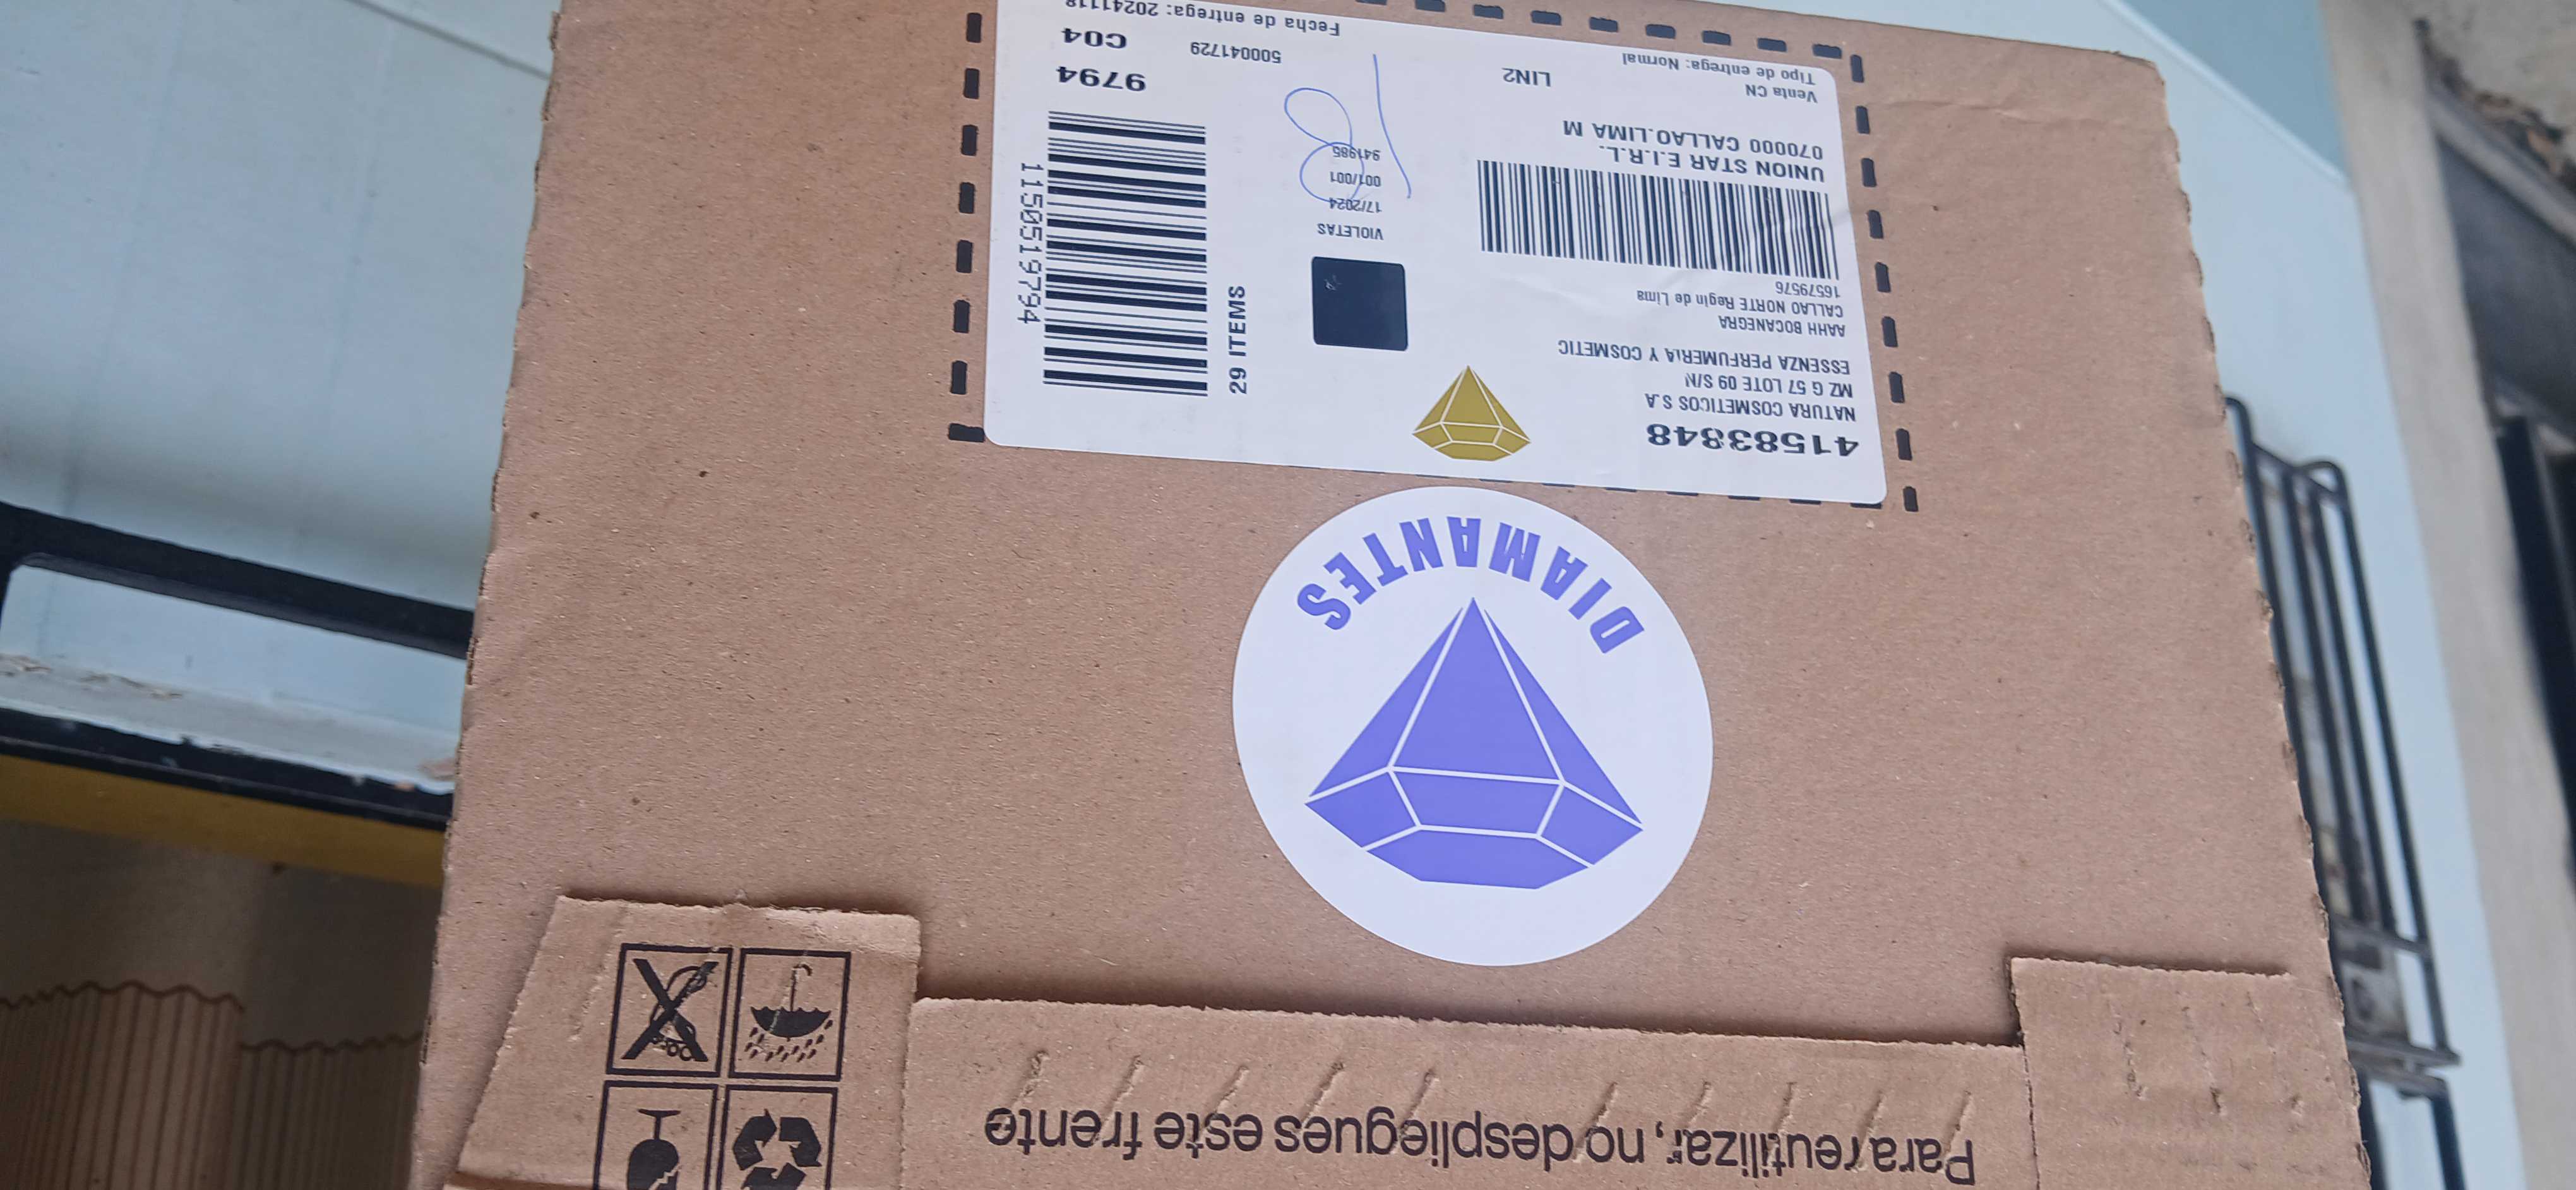 41583848
NATURA COSMETICOS S.A
MZ G 57 LOTE 09 S/N
ESSENZA PERFUMERIA Y COSMETIC
AAHH BOCANEGRA
CALLAO NORTE Regin de Lima
16579576
UNION STAR E.I.R.L.
070000 CALLAO.LIMA M
Venta CN
Tipo de entrega: Normal
LIN2
VIOLETAS
17/2024
001/001
941985
29 ITEMS
1150519794
9794
C04
500041729
Fecha de entrega: 20241118
DIAMANTES
Para reutilizar, no despliegues este frente